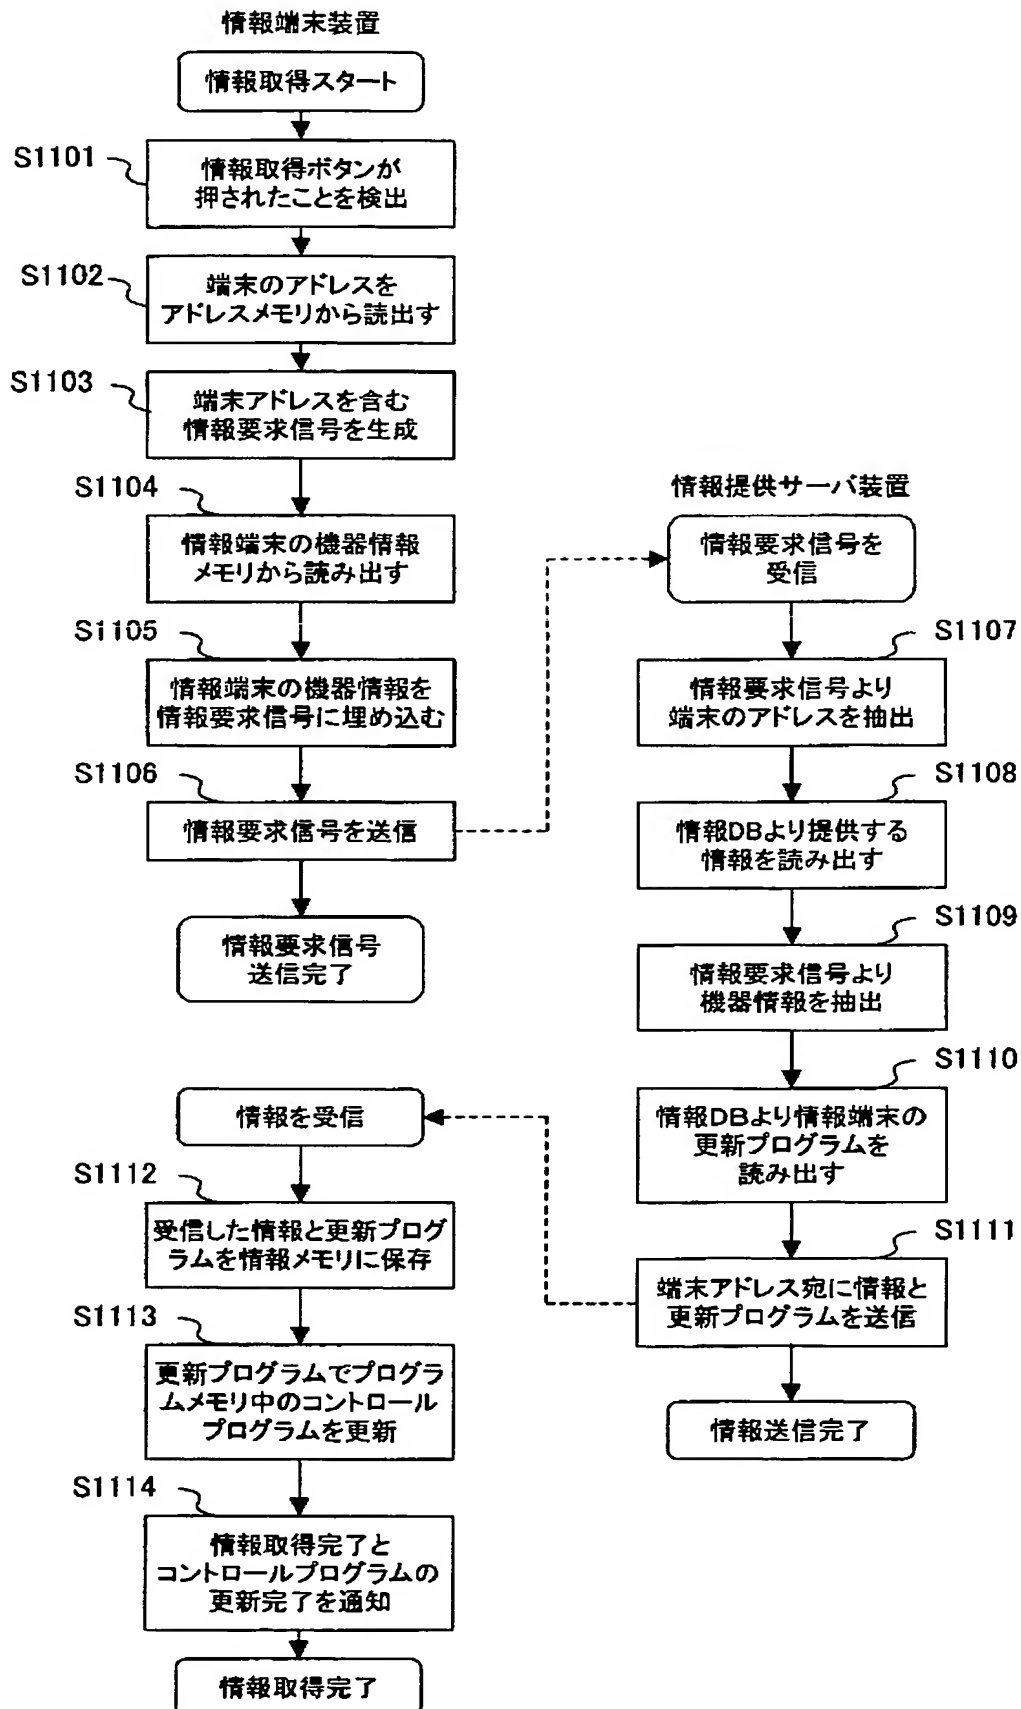 情報端末装置
情報取得スタート
S1101
情報取得ボタンが
押されたことを検出
S1102
端末のアドレスを
アドレスメモリから読出す
S1103
端末アドレスを含む
情報要求信号を生成
S1104
情報端末の機器情報
メモリから読み出す
S1105
情報端末の機器情報を
情報要求信号に埋め込む
S1106
情報要求信号を送信
情報要求信号
送信完了
情報提供サーバ装置
情報要求信号を
受信
S1107
情報要求信号より
端末のアドレスを抽出
S1108
情報DBより提供する
情報を読み出す
S1109
情報要求信号より
機器情報を抽出
S1110
情報DBより情報端末の
更新プログラムを
読み出す
S1111
端末アドレス宛に情報と
更新プログラムを送信
情報送信完了
情報を受信
S1112
受信した情報と更新プログ
ラムを情報メモリに保存
S1113
更新プログラムでプログラ
ムメモリ中のコントロール
プログラムを更新
S1114
情報取得完了と
コントロールプログラムの
更新完了を通知
情報取得完了